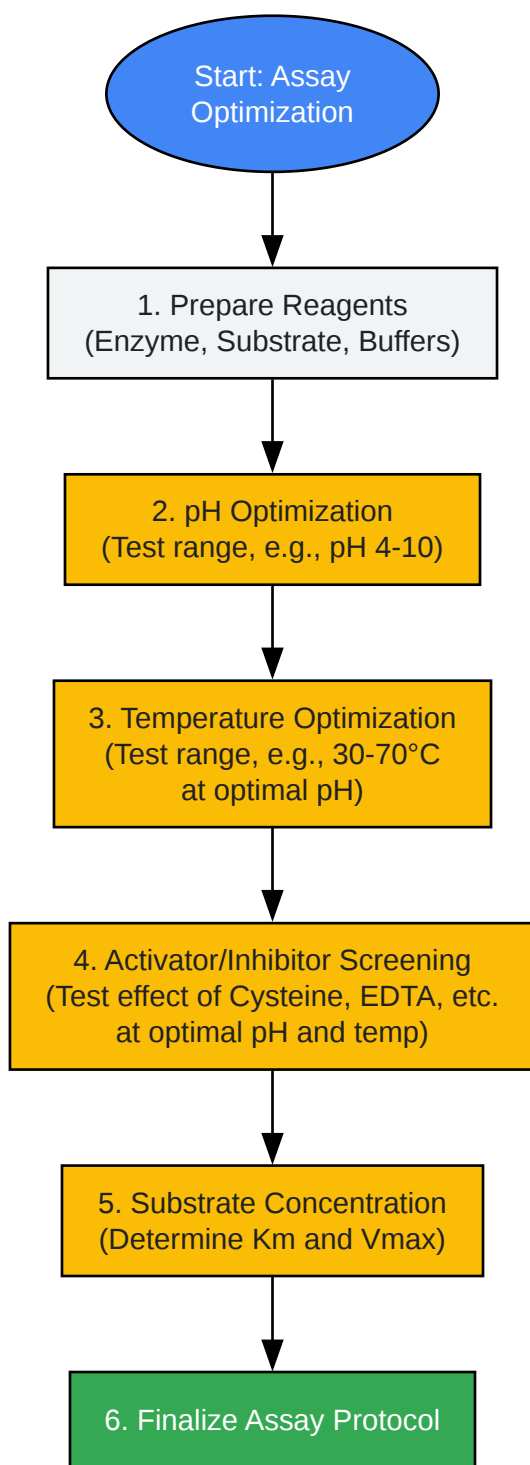 Start: Assay
Optimization
1. Prepare Reagents
(Enzyme, Substrate, Buffers)
2. pH Optimization
(Test range, e.g., pH 4-10)
3. Temperature Optimization
(Test range, e.g., 30-70°C
at optimal pH)
4. Activator/Inhibitor Screening
(Test effect of Cysteine, EDTA, etc.
at optimal pH and temp)
5. Substrate Concentration
(Determine Km and Vmax)
6. Finalize Assay Protocol